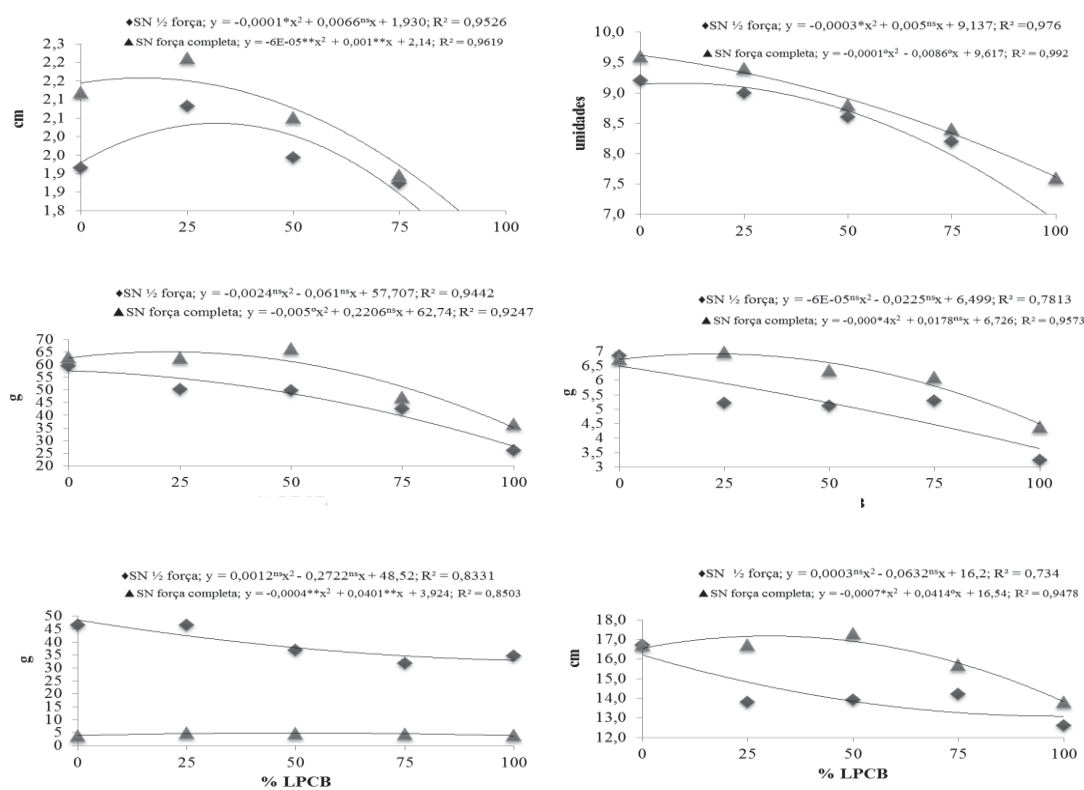 ◆SN ½ força; y = -0,0001*x² + 0,0066ⁿˢx + 1,930; R² = 0,9526
▲SN força completa; y = -6E-05**x² + 0,001**x + 2,14; R² = 0,9619
2,3
2,2
2,2
2,1
2,1
2,0
2,0
1,9
1,9
1,8
cm
0 25 50 75 100
◆SN ½ força; y = -0,0003*x² + 0,005ⁿˢx + 9,137; R² =0,976
▲SN força completa; y = -0,0001ºx² - 0,0086ºx + 9,617; R² = 0,992
10,0
9,5
9,0
8,5
8,0
7,5
7,0
unidades
0 25 50 75 100
◆SN ½ força; y = -0,0024ⁿˢx² - 0,061ⁿˢx + 57,707; R² = 0,9442
▲SN força completa; y = -0,005ºx² + 0,2206ⁿˢx + 62,74; R² = 0,9247
70
65
60
55
50
45
40
35
30
25
20
g
0 25 50 75 100
◆SN ½ força; y = -6E-05ⁿˢx² - 0,0225ⁿˢx + 6,499; R² = 0,7813
▲SN força completa; y = -0,000*4x² + 0,0178ⁿˢx + 6,726; R² = 0,9573
7
6,5
6
5,5
5
4,5
4
3,5
3
g
0 25 50 75 100
◆SN ½ força; y = 0,0012ⁿˢx² - 0,2722ⁿˢx + 48,52; R² = 0,8331
▲SN força completa; y = -0,0004**x² + 0,0401**x + 3,924; R² = 0,8503
50
45
40
35
30
25
20
15
10
5
0
g
0 25 50 75 100
% LPCB
◆SN ½ força; y = 0,0003ⁿˢx² - 0,0632ⁿˢx + 16,2; R² = 0,734
▲SN força completa; y = -0,0007*x² + 0,0414ºx + 16,54; R² = 0,9478
18,0
17,0
16,0
15,0
14,0
13,0
12,0
cm
0 25 50 75 100
% LPCB